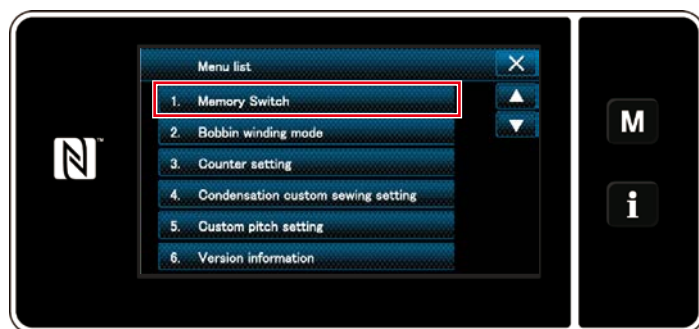 Menu list
1. Memory Switch
2. Bobbin winding mode
3. Counter setting
4. Condensation custom sewing setting
5. Custom pitch setting
6. Version information
M
i